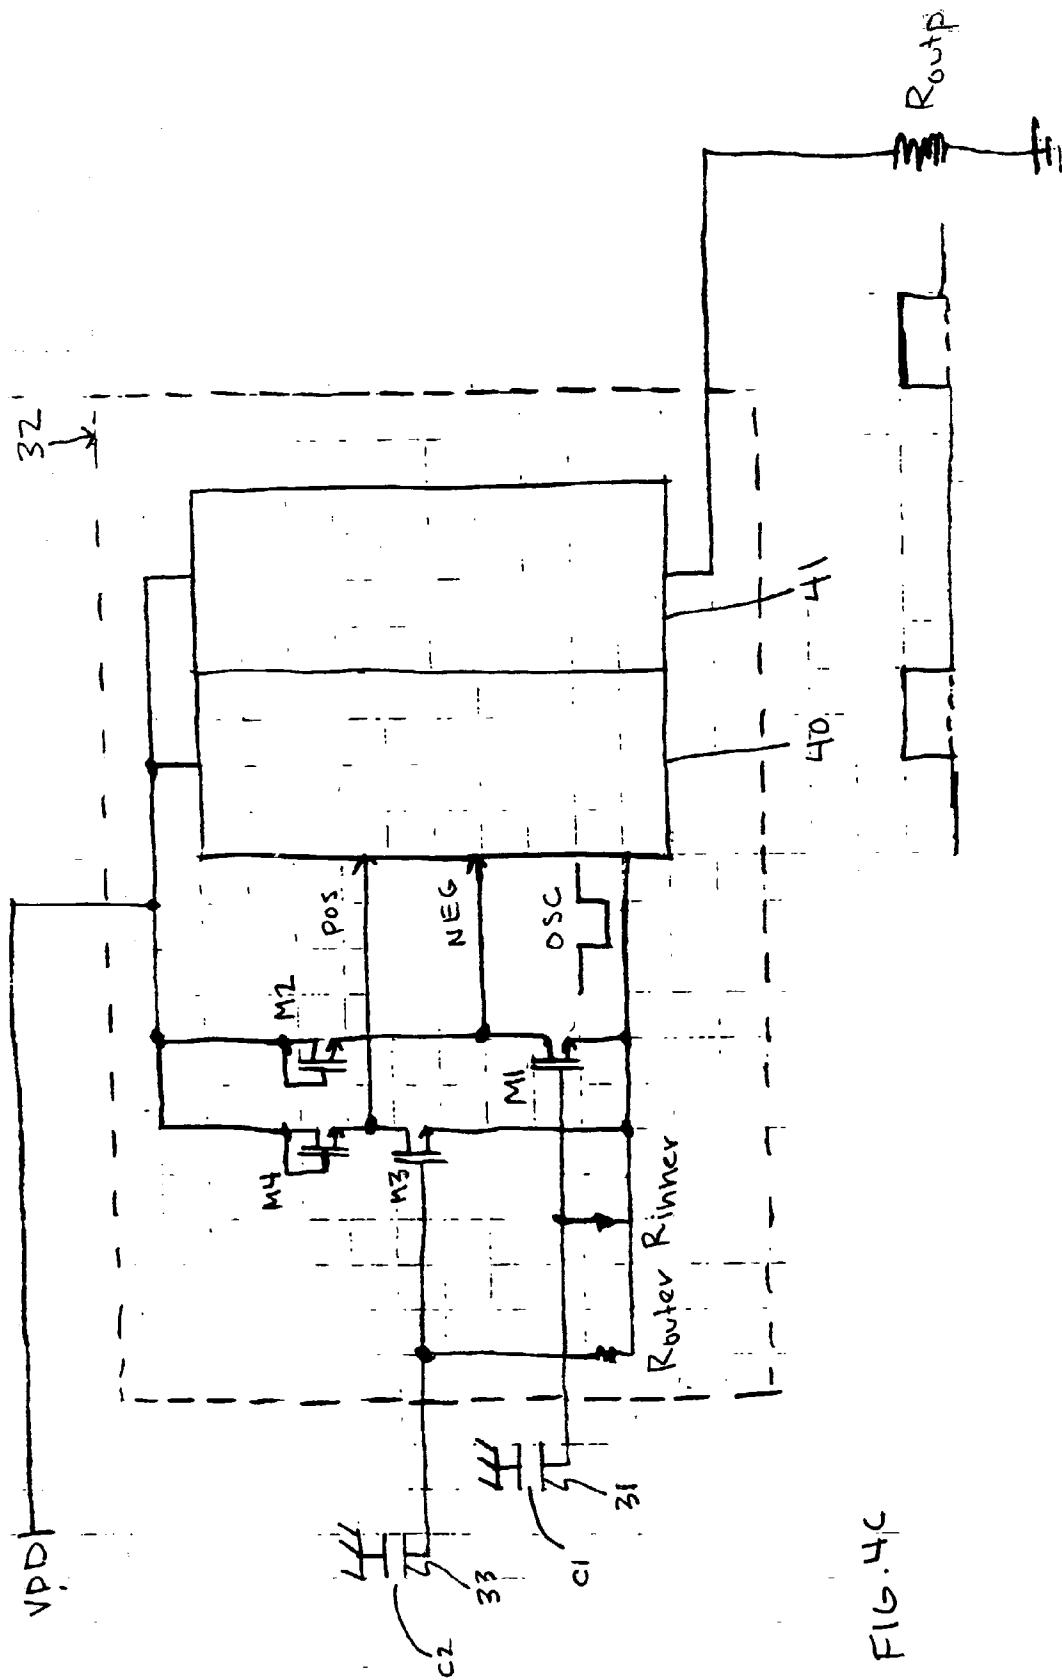 VDD
32
M4
M2
M3
M1
POS
NEG
OSC
Router
Rinner
C2
33
C1
31
40
41
Routp
FIG. 4C